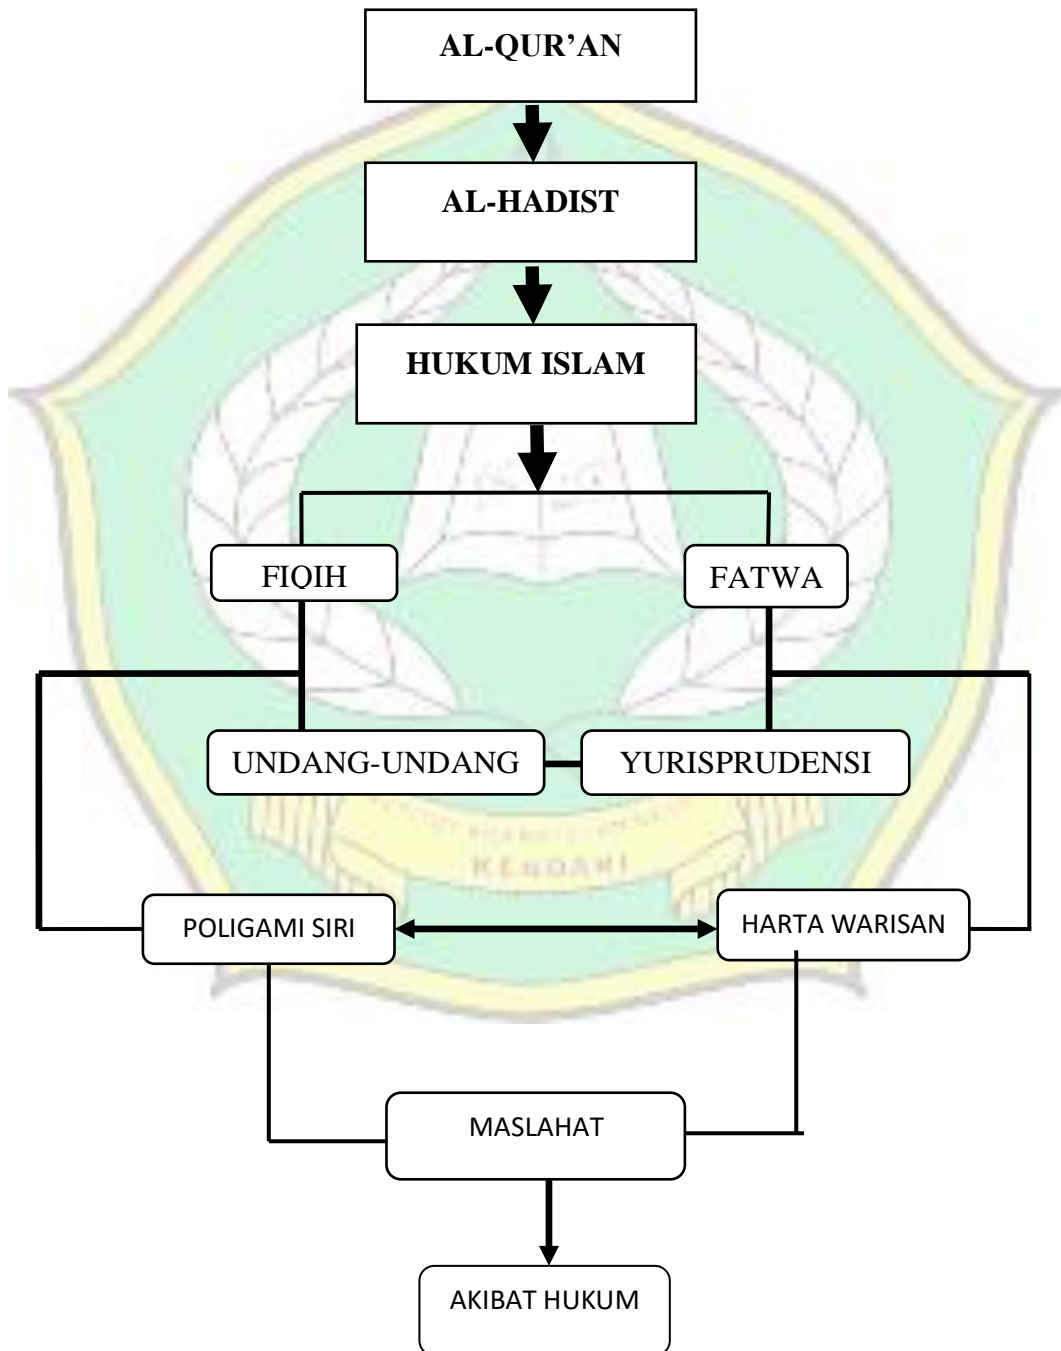 AL-QUR’AN
AL-HADIST
HUKUM ISLAM
FIQIH
FATWA
UNDANG-UNDANG
YURISPRUDENSI
KENDARI
POLIGAMI SIRI
HARTA WARISAN
MASLAHAT
AKIBAT HUKUM